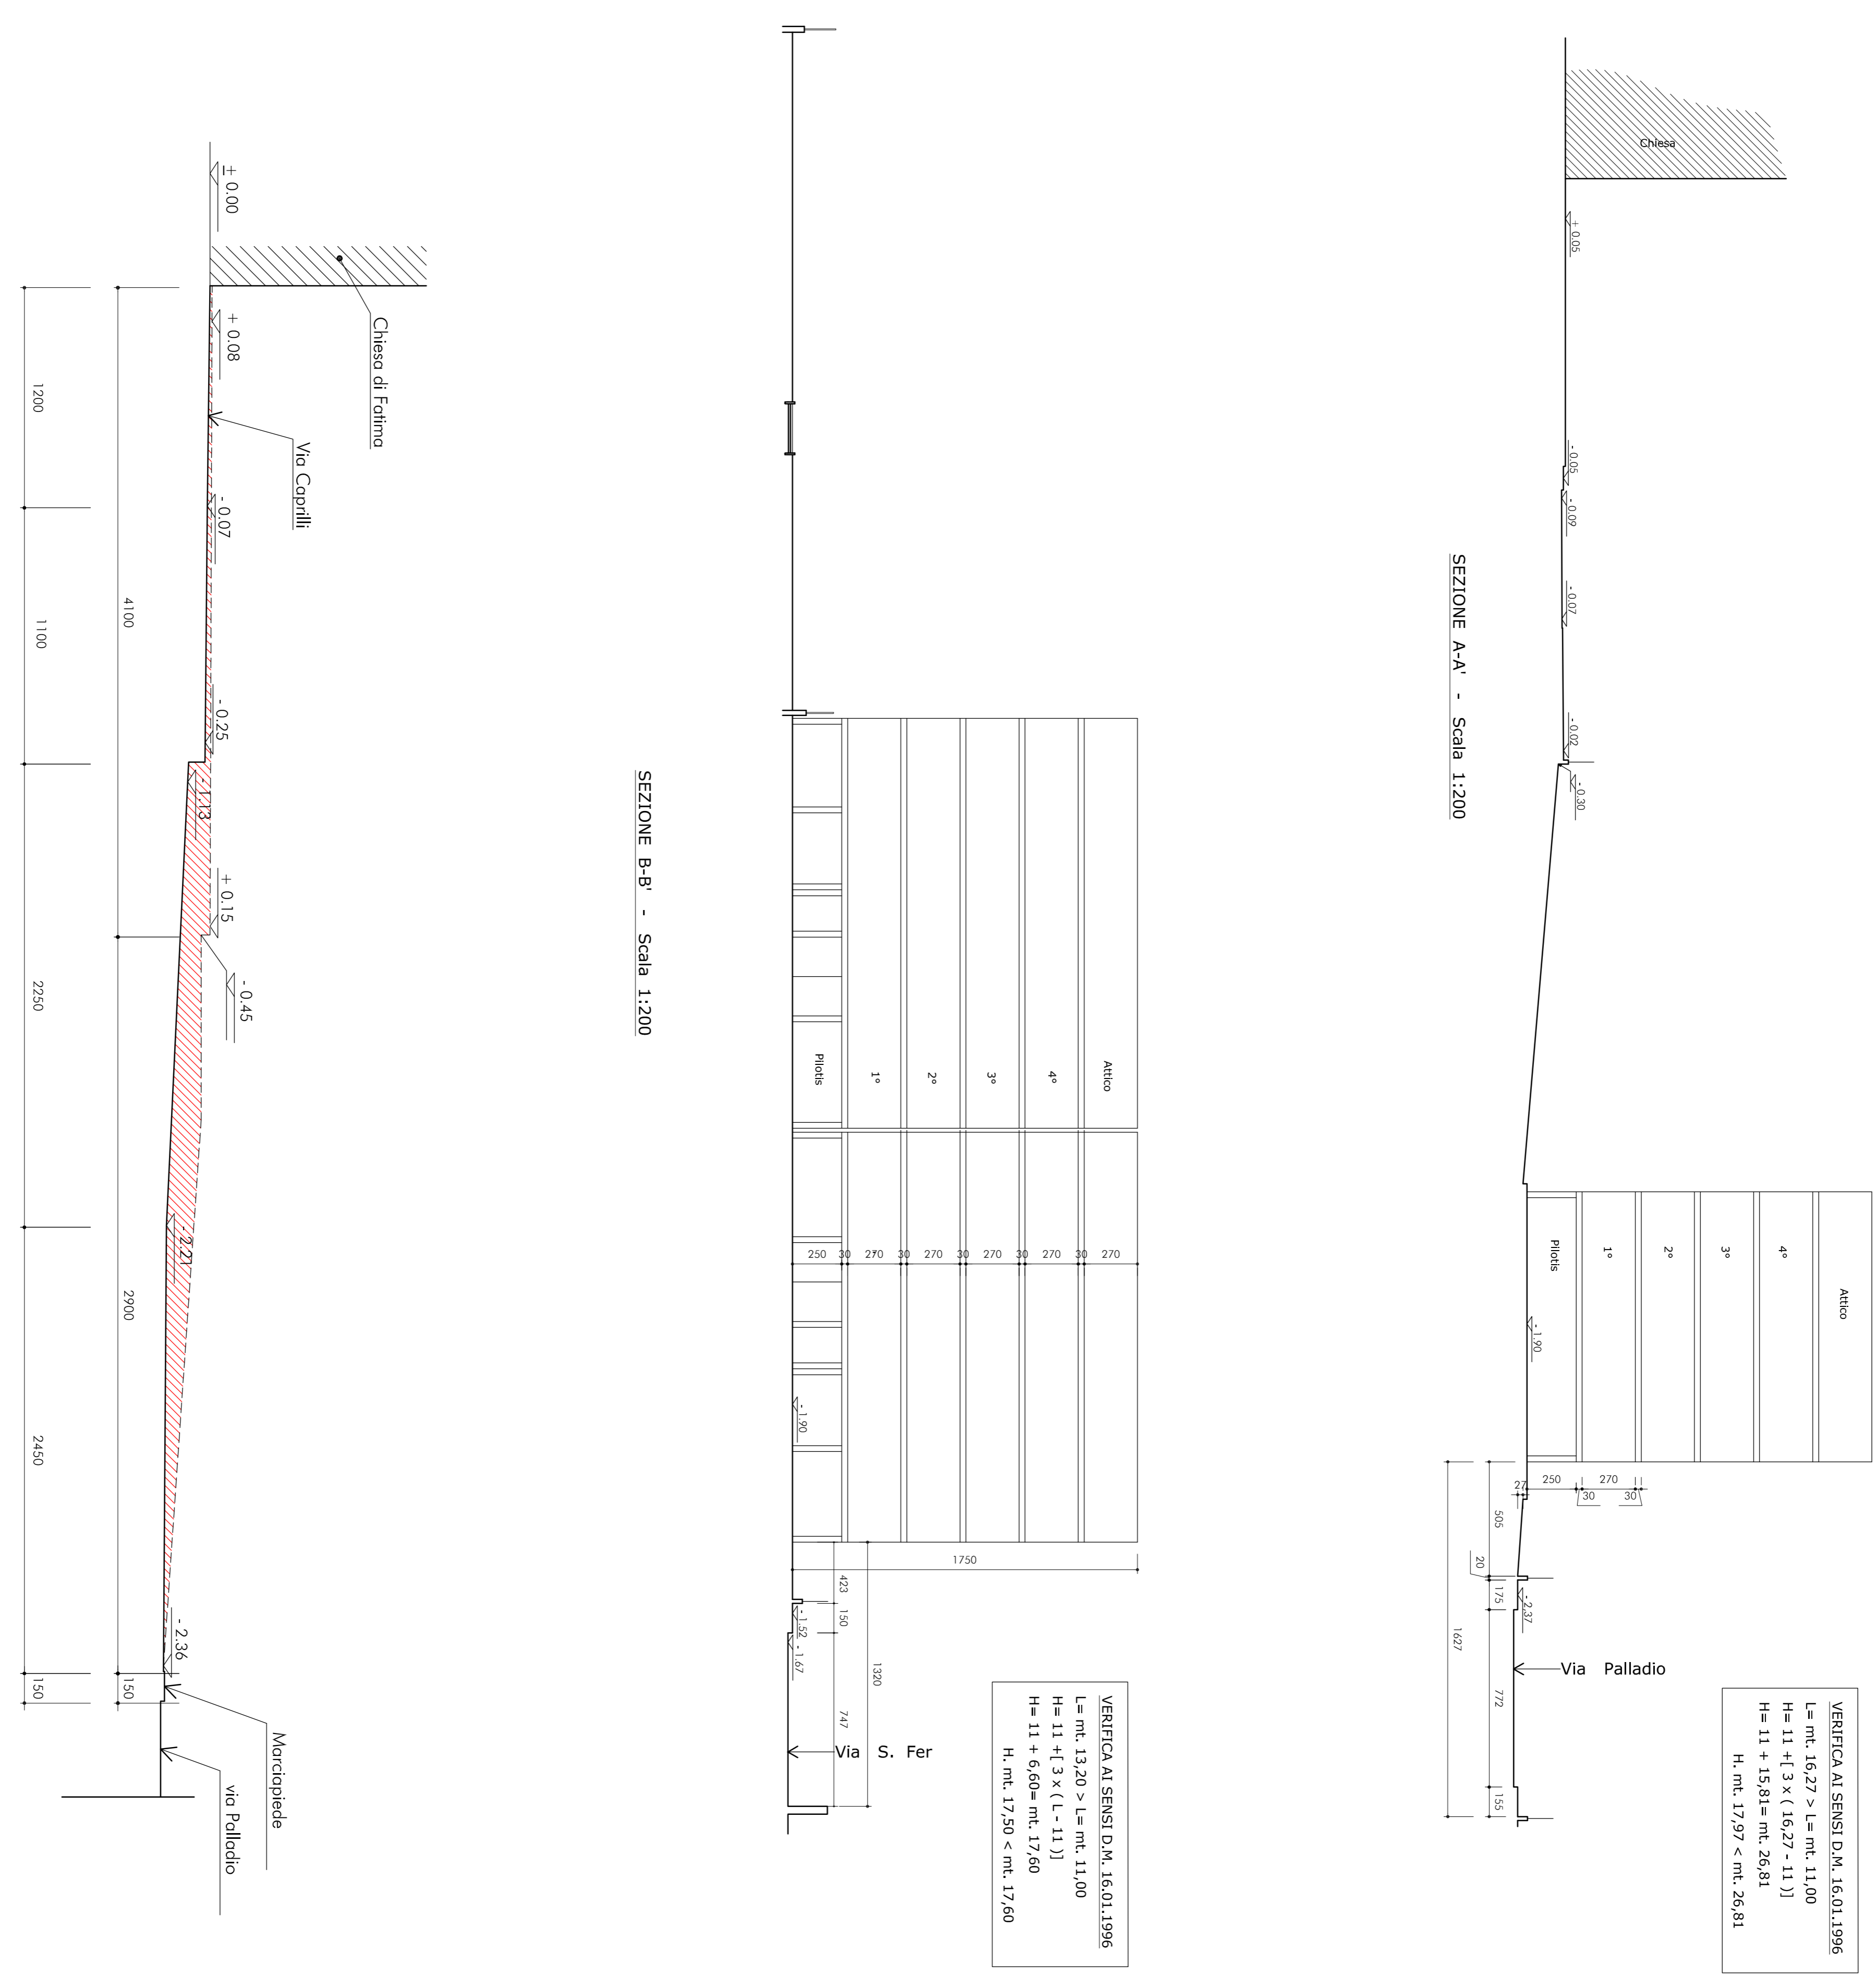 Chiesa
+ 0.05
- 0.05
- 0.09
- 0.07
- 0.02
- 0.30
SEZIONE A-A' - Scala 1:200
Pilotis
1°
2°
3°
4°
Attico
- 1.90
27
250
270
30
30
505
20
175
- 2.37
1627
772
155
Via Palladio
VERIFICA AI SENSI D.M. 16.01.1996
L= mt. 16,27 > L= mt. 11,00
H= 11 +[ 3 x ( 16,27 - 11 )]
H= 11 + 15,81= mt. 26,81
H. mt. 17,97 < mt. 26,81
SEZIONE B-B' - Scala 1:200
Pilotis
1°
2°
3°
4°
Attico
250
30
270
30
270
30
270
30
270
30
270
- 1.90
1750
423
150
- 1.52
- 1.67
1320
747
Via S. Fer
VERIFICA AI SENSI D.M. 16.01.1996
L= mt. 13,20 > L= mt. 11,00
H= 11 +[ 3 x ( L - 11 )]
H= 11 + 6,60= mt. 17,60
H. mt. 17,50 < mt. 17,60
± 0.00
Chiesa di Fatima
+ 0.08
Via Caprilli
- 0.07
- 0.25
- 1.13
+ 0.15
- 0.45
- 2.21
- 2.36
Marciapiede
via Palladio
4100
2900
150
1200
1100
2250
2450
150